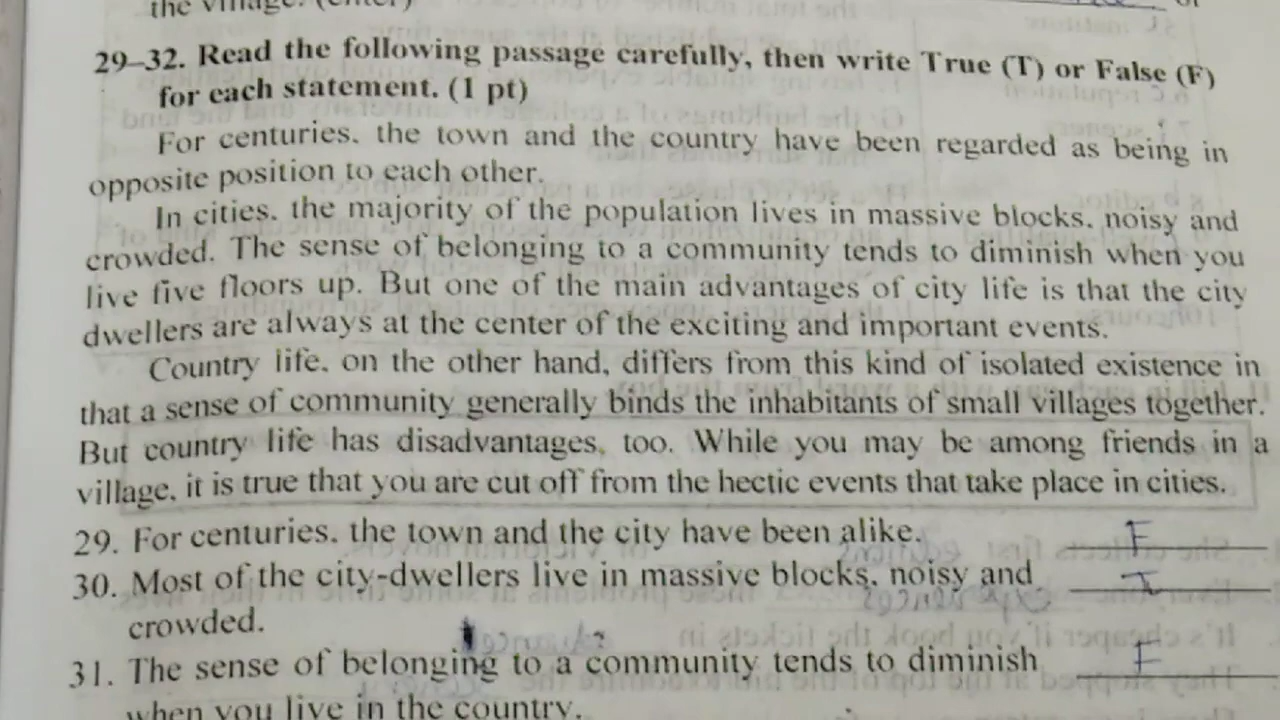 the village.
29–32. Read the following passage carefully, then write True (T) or False (F)
for each statement. (1 pt)
For centuries, the town and the country have been regarded as being in
opposite position to each other.
In cities, the majority of the population lives in massive blocks, noisy and
crowded. The sense of belonging to a community tends to diminish when you
live five floors up. But one of the main advantages of city life is that the city
dwellers are always at the center of the exciting and important events.
Country life, on the other hand, differs from this kind of isolated existence in
that a sense of community generally binds the inhabitants of small villages together.
But country life has disadvantages, too. While you may be among friends in a
village, it is true that you are cut off from the hectic events that take place in cities.
29. For centuries, the town and the city have been alike. F
30. Most of the city-dwellers live in massive blocks, noisy and T
crowded.
31. The sense of belonging to a community tends to diminish F
when you live in the country.